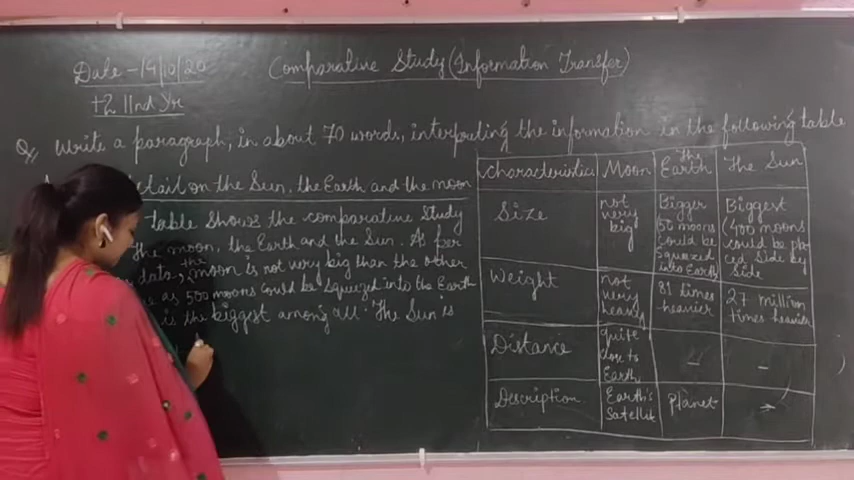 Date - 14/10/20
Comparative Study (Information Transfer)
+2 IInd Yr
Q. Write a paragraph, in about 70 words, interpreting the information in the following table
on the Sun, the Earth and the moon
table shows the comparative study
the moon, the Earth and the Sun. As per
data, the moon is not very big than the other
as 500 moons could be squeezed into the Earth
is the biggest among all. The Sun is
Characteristics Moon The Earth The Sun
Size
not very big
Bigger (50 moons could be squeezed into Earth
Biggest (400 moons could be placed side by side
Weight
not very heavy
81 times heavier
27 million times heavier
Distance
quite close to Earth
-
-
Description
Earth's Satellite
Planet